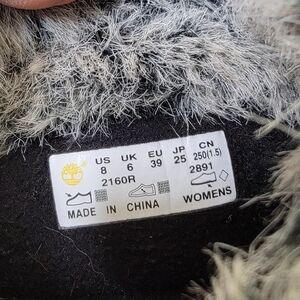 US UK EU JP CN
8 6 39 25 250(1.5)
2160R 2891
MADE IN CHINA WOMENS